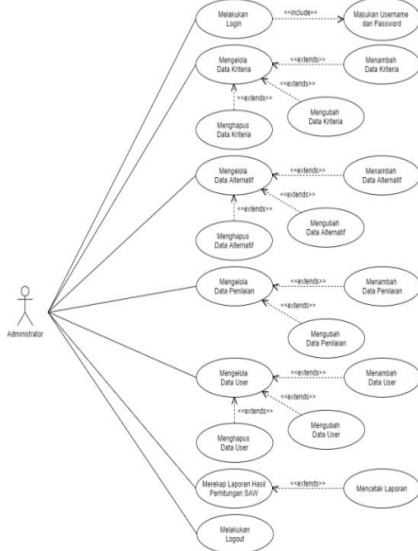 Melakukan
Login
<<include>>
Masukan Username
dan Password
Mengelola
Data Kriteria
<<extends>>
Menambah
Data Kriteria
<<extends>>
<<extends>>
Menghapus
Data Kriteria
Mengubah
Data Kriteria
Mengelola
Data Alternatif
<<extends>>
Menambah
Data Alternatif
<<extends>>
<<extends>>
Menghapus
Data Alternatif
Mengubah
Data Alternatif
Mengelola
Data Penilaian
<<extends>>
Menambah
Data Penilaian
<<extends>>
Mengubah
Data Penilaian
Administrator
Mengelola
Data User
<<extends>>
Menambah
Data User
<<extends>>
<<extends>>
Menghapus
Data User
Mengubah
Data User
Merekap Laporan Hasil
Perhitungan SAW
<<extends>>
Mencetak Laporan
Melakukan
Logout